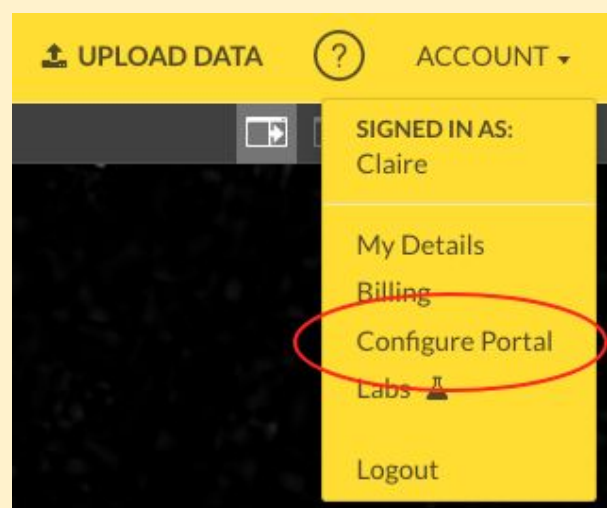 UPLOAD DATA ? ACCOUNT
SIGNED IN AS:
Claire
My Details
Billing
Configure Portal
Labs
Logout